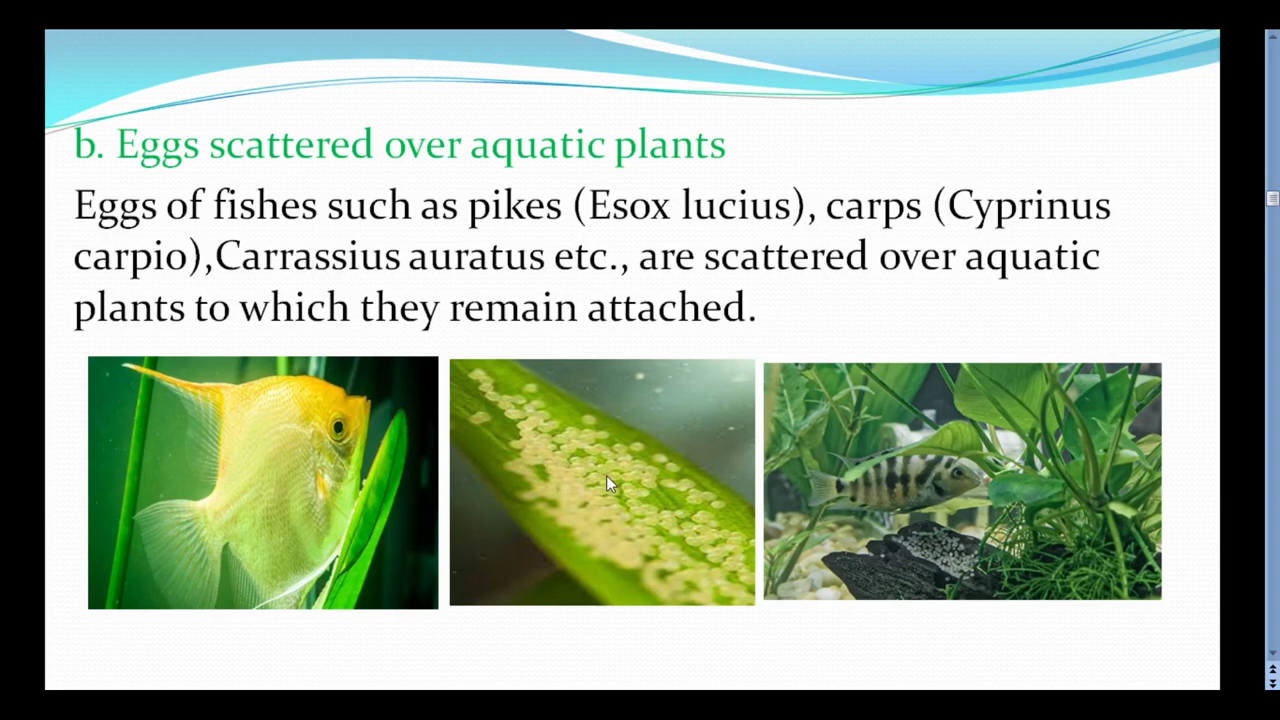 b. Eggs scattered over aquatic plants
Eggs of fishes such as pikes (Esox lucius), carps (Cyprinus
carpio),Carrassius auratus etc., are scattered over aquatic
plants to which they remain attached.